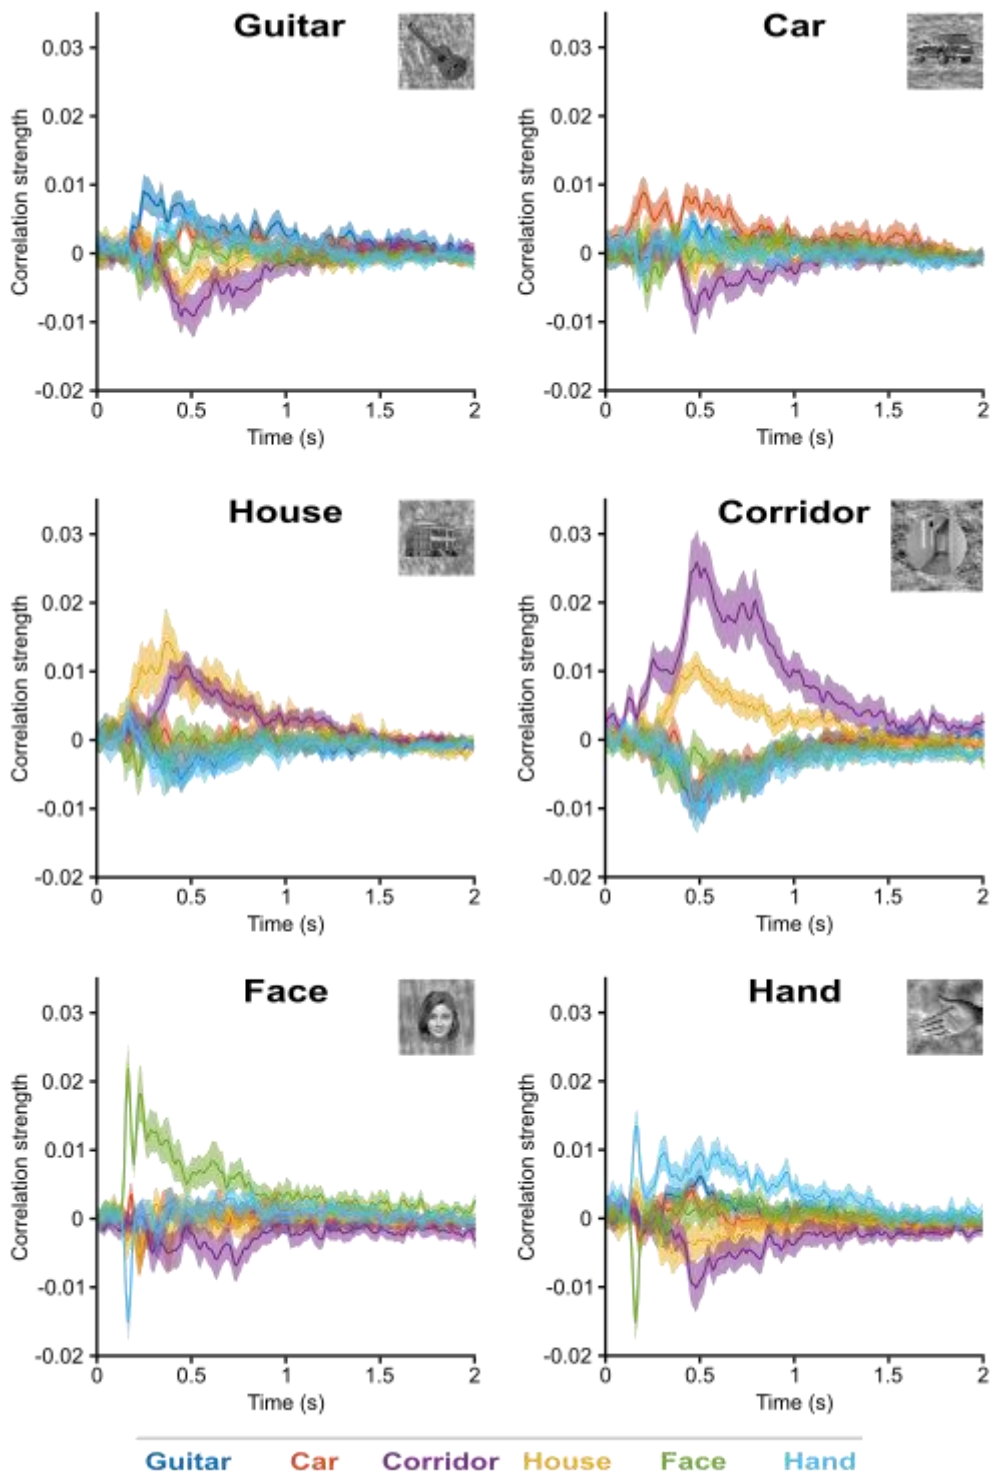 Guitar
Car
Correlation strength
0.03
0.02
0.01
0
-0.01
-0.02
0 0.5 1 1.5 2
Time (s)
Correlation strength
0.03
0.02
0.01
0
-0.01
-0.02
0 0.5 1 1.5 2
Time (s)
House
Corridor
Correlation strength
0.03
0.02
0.01
0
-0.01
-0.02
0 0.5 1 1.5 2
Time (s)
Correlation strength
0.03
0.02
0.01
0
-0.01
-0.02
0 0.5 1 1.5 2
Time (s)
Face
Hand
Correlation strength
0.03
0.02
0.01
0
-0.01
-0.02
0 0.5 1 1.5 2
Time (s)
Correlation strength
0.03
0.02
0.01
0
-0.01
-0.02
0 0.5 1 1.5 2
Time (s)
Guitar Car Corridor House Face Hand